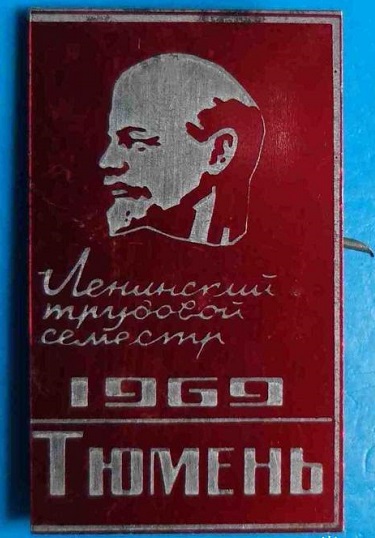 Ленинский
трудовой
семестр
1969
Тюмень